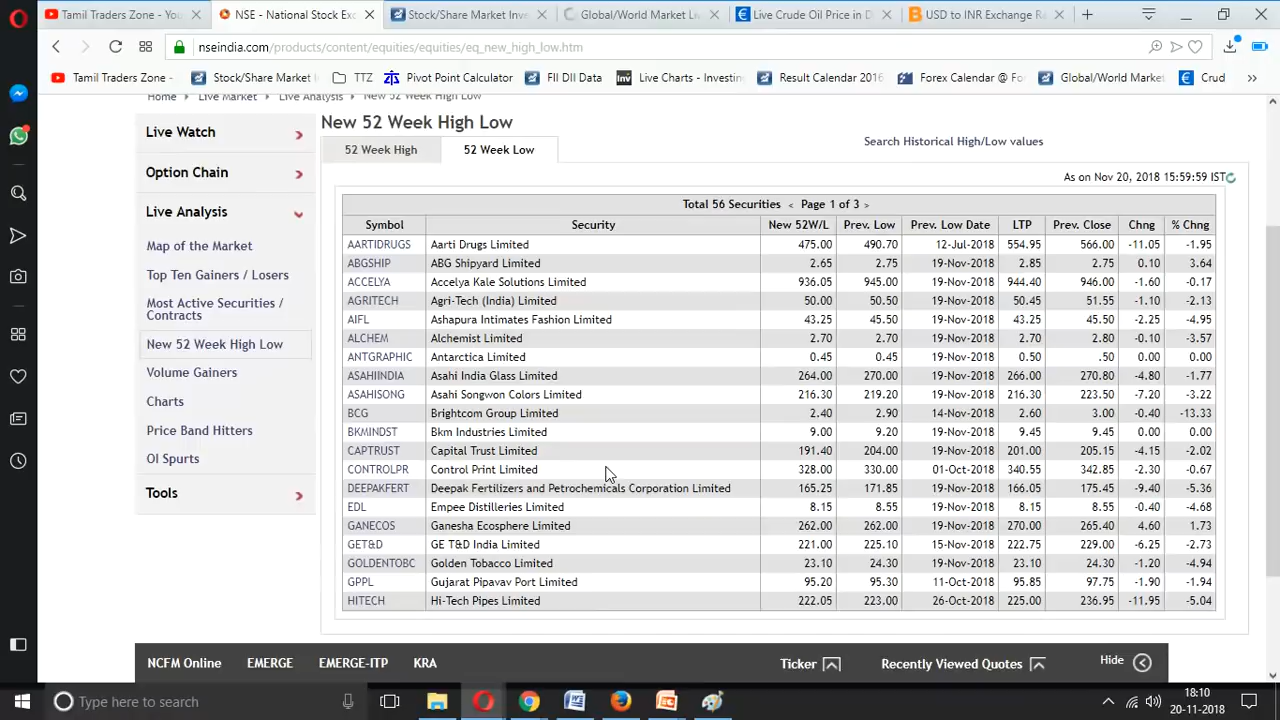 Tamil Traders Zone - You
NSE - National Stock Exc
Stock/Share Market Inve
Global/World Market Li
Live Crude Oil Price in D
USD to INR Exchange Ra
nseindia.com/products/content/equities/equities/eq_new_high_low.htm
Tamil Traders Zone -
Stock/Share Market I
TTZ
Pivot Point Calculator
FII DII Data
Live Charts - Investing
Result Calendar 2016
Forex Calendar @ Fo
Global/World Market
Crud
Home > Live Market > Live Analysis > New 52 Week High Low
Live Watch
Option Chain
Live Analysis
Map of the Market
Top Ten Gainers / Losers
Most Active Securities /
Contracts
New 52 Week High Low
Volume Gainers
Charts
Price Band Hitters
OI Spurts
Tools
New 52 Week High Low
52 Week High 52 Week Low
Search Historical High/Low values
As on Nov 20, 2018 15:59:59 IST
Total 56 Securities < Page 1 of 3 >
Symbol Security New 52W/L Prev. Low Prev. Low Date LTP Prev. Close Chng % Chng
AARTIDRUGS Aarti Drugs Limited 475.00 490.70 12-Jul-2018 554.95 566.00 -11.05 -1.95
ABGSHIP ABG Shipyard Limited 2.65 2.75 19-Nov-2018 2.85 2.75 0.10 3.64
ACCELYA Accelya Kale Solutions Limited 936.05 945.00 19-Nov-2018 944.40 946.00 -1.60 -0.17
AGRITECH Agri-Tech (India) Limited 50.00 50.50 19-Nov-2018 50.45 51.55 -1.10 -2.13
AIFL Ashapura Intimates Fashion Limited 43.25 45.50 19-Nov-2018 43.25 45.50 -2.25 -4.95
ALCHEM Alchemist Limited 2.70 2.70 19-Nov-2018 2.70 2.80 -0.10 -3.57
ANTGRAPHIC Antarctica Limited 0.45 0.45 19-Nov-2018 0.50 .50 0.00 0.00
ASAHIINDIA Asahi India Glass Limited 264.00 270.00 19-Nov-2018 266.00 270.80 -4.80 -1.77
ASAHISONG Asahi Songwon Colors Limited 216.30 219.20 19-Nov-2018 216.30 223.50 -7.20 -3.22
BCG Brightcom Group Limited 2.40 2.90 14-Nov-2018 2.60 3.00 -0.40 -13.33
BKMINDST Bkm Industries Limited 9.00 9.20 19-Nov-2018 9.45 9.45 0.00 0.00
CAPTRUST Capital Trust Limited 191.40 204.00 19-Nov-2018 201.00 205.15 -4.15 -2.02
CONTROLPR Control Print Limited 328.00 330.00 01-Oct-2018 340.55 342.85 -2.30 -0.67
DEEPAKFERT Deepak Fertilizers and Petrochemicals Corporation Limited 165.25 171.85 19-Nov-2018 166.05 175.45 -9.40 -5.36
EDL Empee Distilleries Limited 8.15 8.55 19-Nov-2018 8.15 8.55 -0.40 -4.68
GANECOS Ganesha Ecosphere Limited 262.00 262.00 19-Nov-2018 270.00 265.40 4.60 1.73
GET&D GE T&D India Limited 221.00 225.10 15-Nov-2018 222.75 229.00 -6.25 -2.73
GOLDENTOBC Golden Tobacco Limited 23.10 24.30 19-Nov-2018 23.10 24.30 -1.20 -4.94
GPPL Gujarat Pipavav Port Limited 95.20 95.30 11-Oct-2018 95.85 97.75 -1.90 -1.94
HITECH Hi-Tech Pipes Limited 222.05 223.00 26-Oct-2018 225.00 236.95 -11.95 -5.04
NCFM Online EMERGE EMERGE-ITP KRA Ticker Recently Viewed Quotes Hide
Type here to search
18:10
20-11-2018